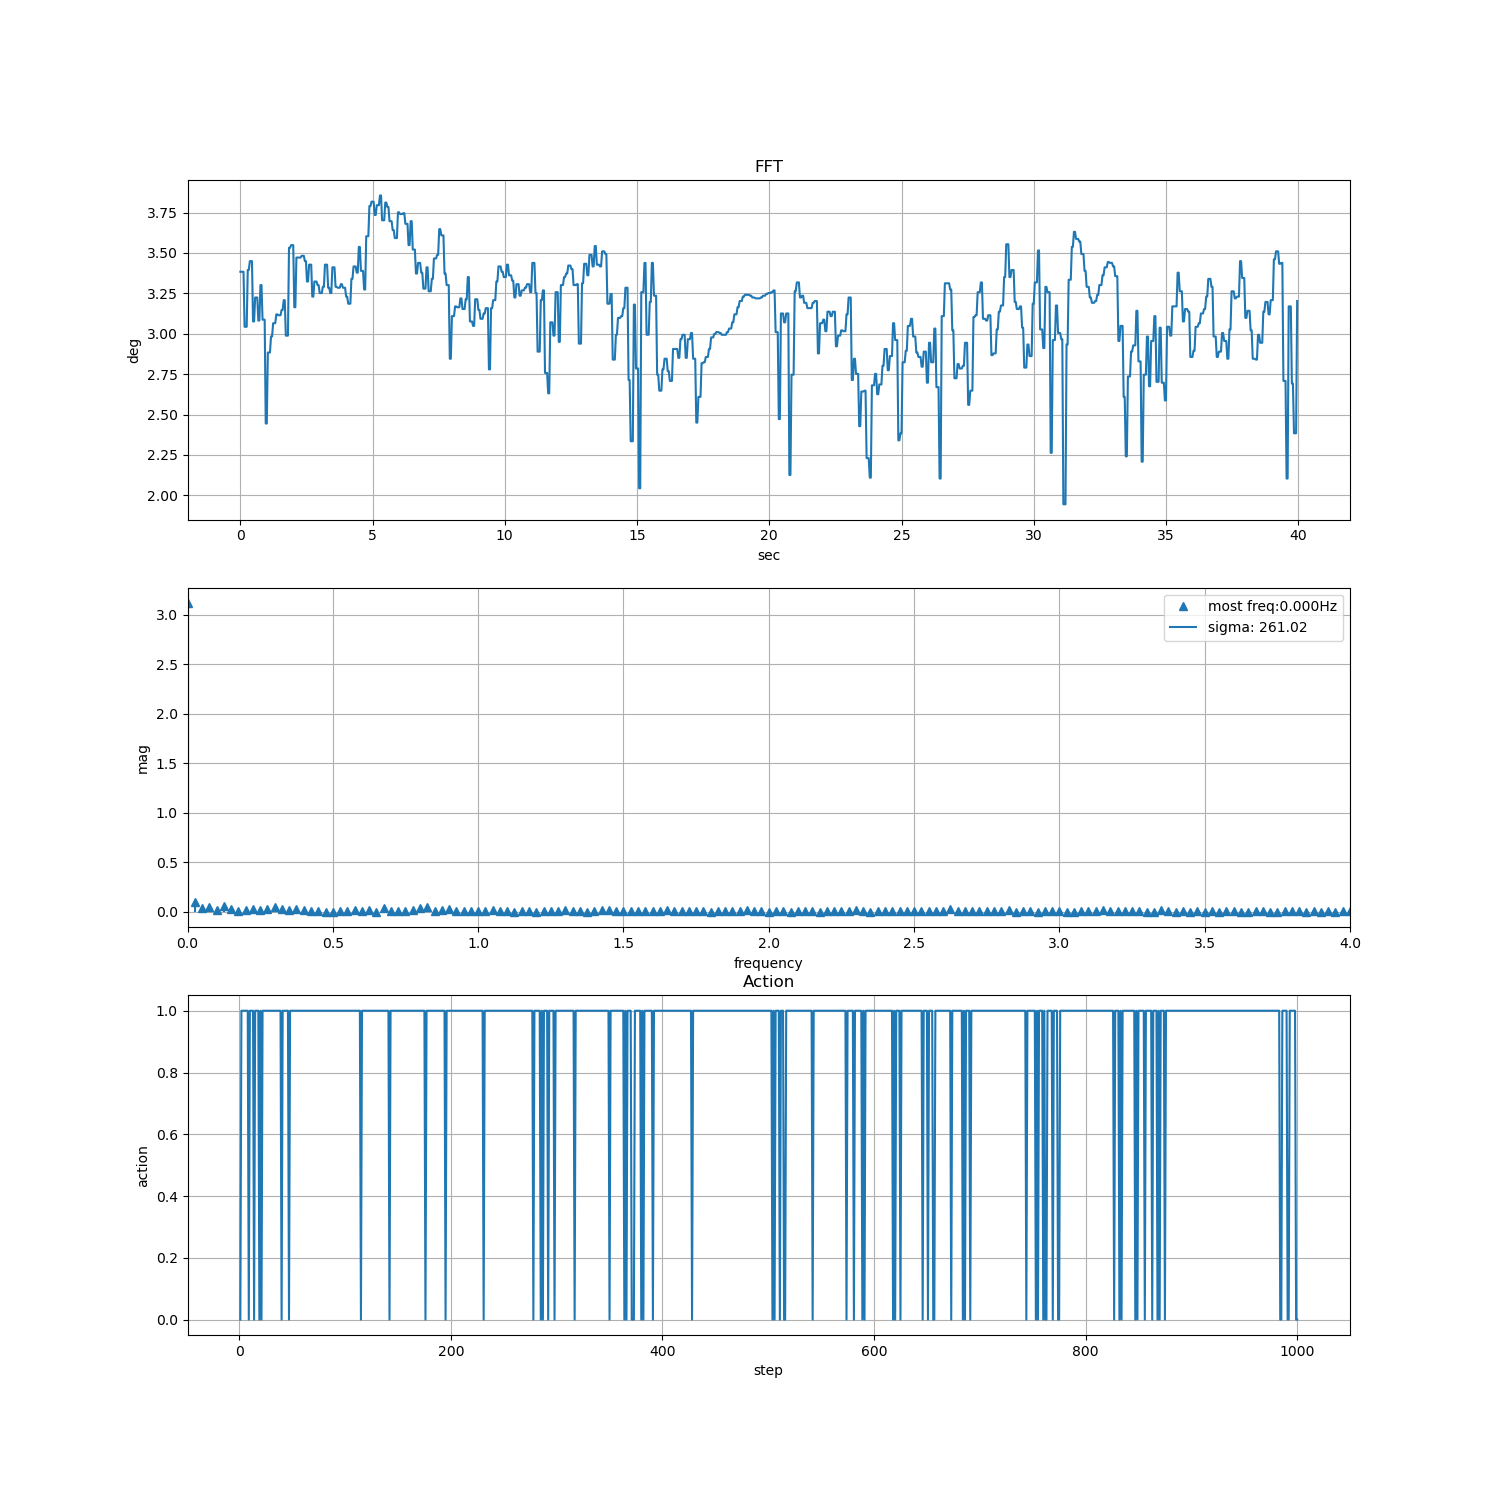 FFT
3.75
3.50
3.25
3.00
2.75
2.50
2.25
2.00
deg
0 5 10 15 20 25 30 35 40
sec
3.0
2.5
2.0
1.5
1.0
0.5
0.0
mag
most freq:0.000Hz
sigma: 261.02
0.0 0.5 1.0 1.5 2.0 2.5 3.0 3.5 4.0
frequency
Action
1.0
0.8
0.6
0.4
0.2
0.0
action
0 200 400 600 800 1000
step